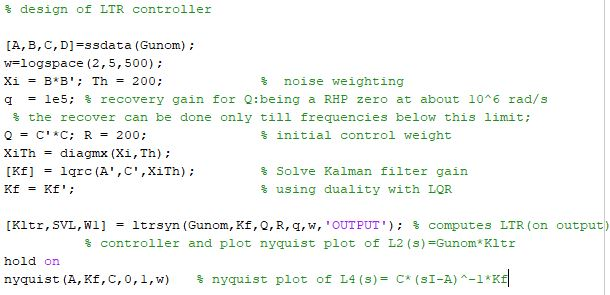 % design of LTR controller
[A,B,C,D]=ssdata(Gunom);
w=logspace(2,5,500);
Xi = B*B'; Th = 200; % noise weighting
q = 1e5; % recovery gain for Q:being a RHP zero at about 10^6 rad/s
% the recover can be done only till frequencies below this limit;
Q = C'*C; R = 200; % initial control weight
XiTh = diagmx(Xi,Th);
[Kf] = lqrc(A',C',XiTh); % Solve Kalman filter gain
Kf = Kf'; % using duality with LQR
[Kltr,SVL,W1] = ltrsyn(Gunom,Kf,Q,R,q,w,'OUTPUT'); % computes LTR(on output)
% controller and plot nyquist plot of L2(s)=Gunom*Kltr
hold on
nyquist(A,Kf,C,0,1,w) % nyquist plot of L4(s)= C*(sI-A)^-1*Kf